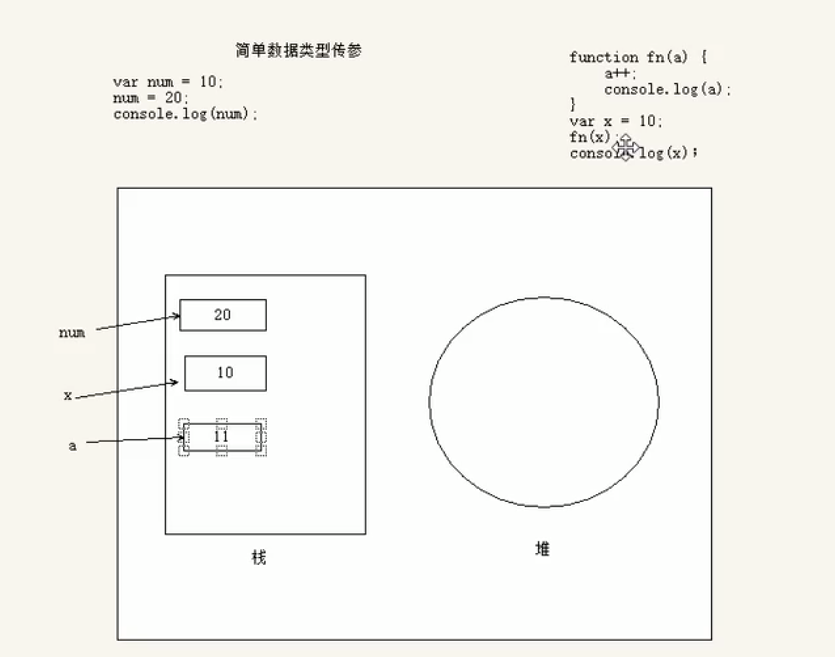 简单数据类型传参
var num = 10;
num = 20;
console.log(num);
function fn(a) {
a++;
console.log(a);
}
var x = 10;
fn(x);
console.log(x);
num
20
x
10
a
11
栈
堆